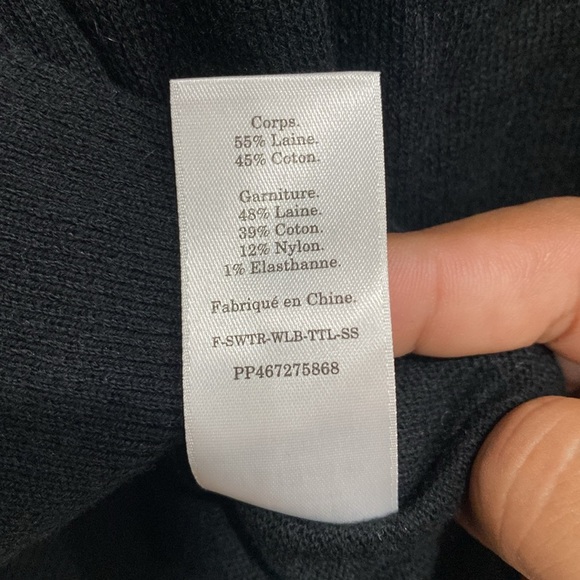 Corps.
55% Laine.
45% Coton.
Garniture.
48% Laine.
39% Coton.
12% Nylon.
1% Elasthanne.
Fabriqué en Chine.
F-SWTR-WLB-TTL-SS
PP467275868